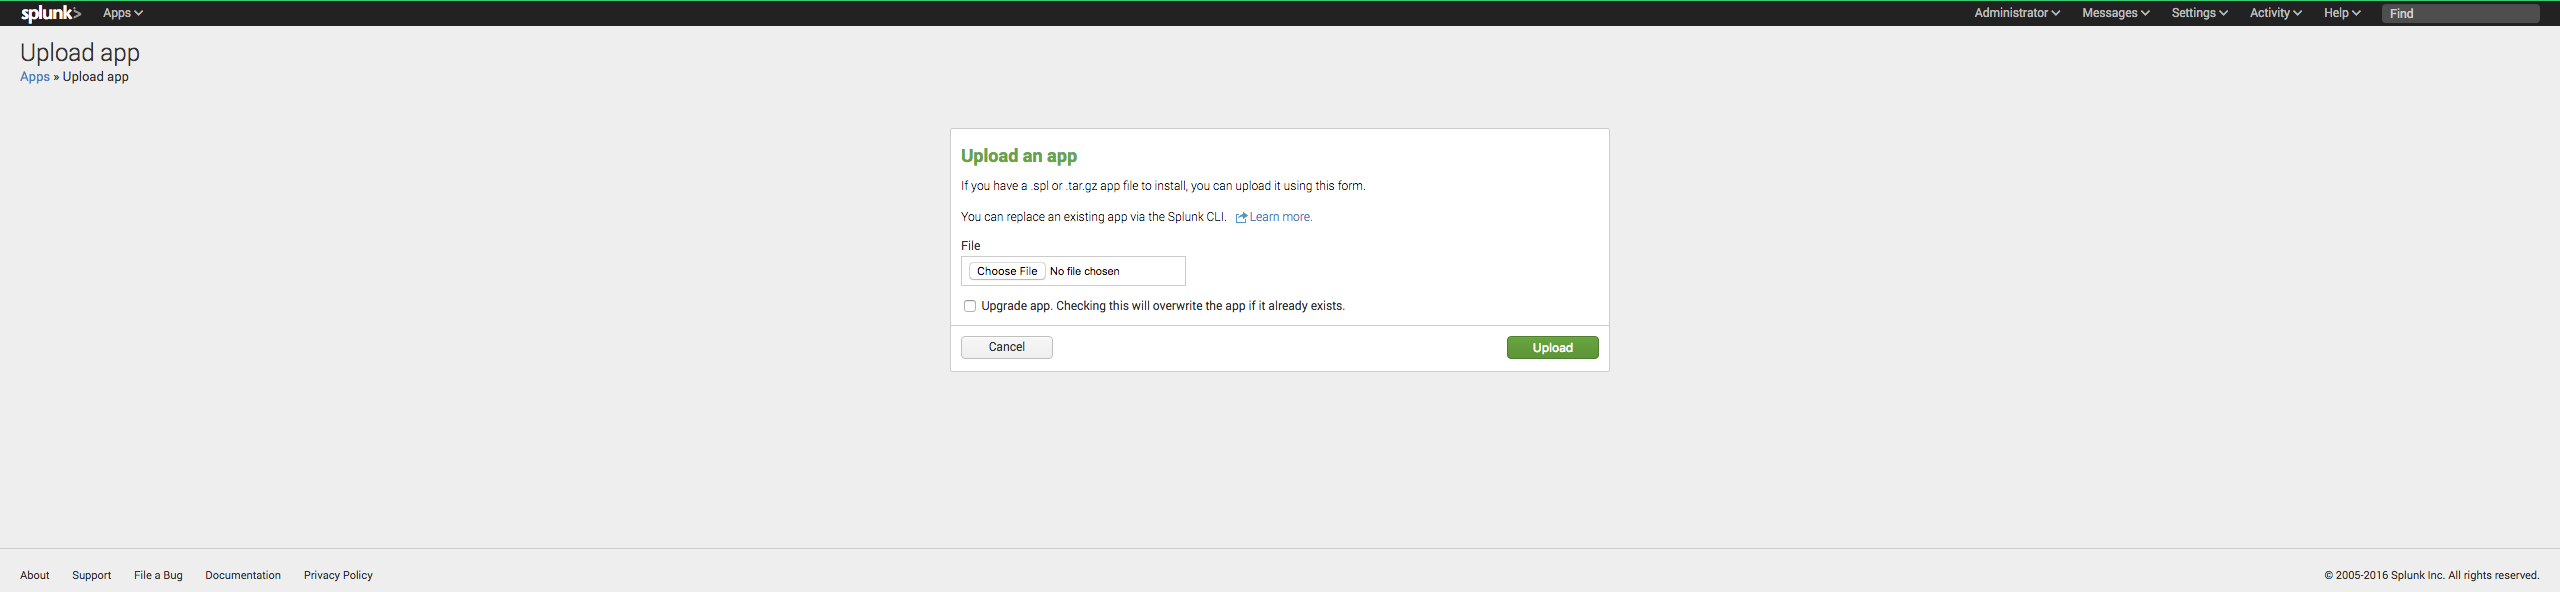 splunk> Apps Administrator Messages Settings Activity Help Find
Upload app
Apps » Upload app
Upload an app
If you have a .spl or .tar.gz app file to install, you can upload it using this form.
You can replace an existing app via the Splunk CLI. Learn more.
File
Choose File No file chosen
Upgrade app. Checking this will overwrite the app if it already exists.
Cancel Upload
About Support File a Bug Documentation Privacy Policy © 2005-2016 Splunk Inc. All rights reserved.